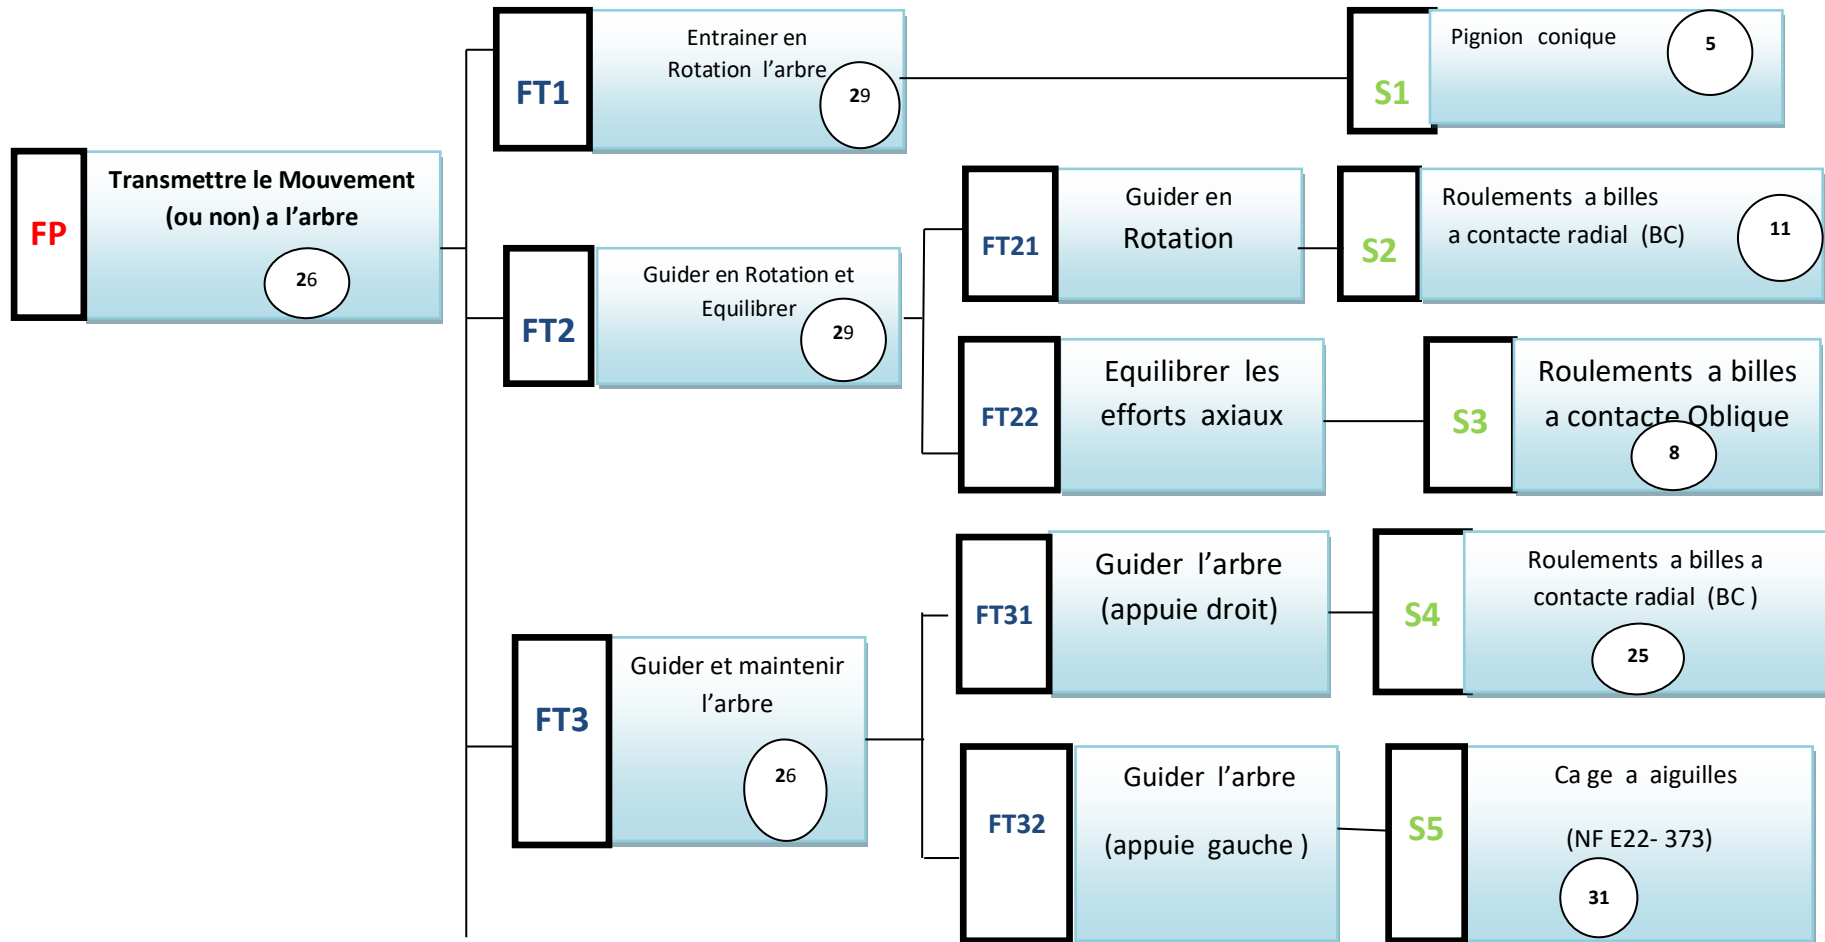 FP
Transmettre le Mouvement
(ou non) a l'arbre
26
FT1
Entrainer en
Rotation l'arbre
29
S1
Pignion conique
5
FT2
Guider en Rotation et
Equilibrer
29
FT21
Guider en
Rotation
S2
Roulements a billes
a contacte radial (BC)
11
FT22
Equilibrer les
efforts axiaux
S3
Roulements a billes
a contacte Oblique
8
FT3
Guider et maintenir
l'arbre
26
FT31
Guider l'arbre
(appuie droit)
S4
Roulements a billes a
contacte radial (BC )
25
FT32
Guider l'arbre
(appuie gauche )
S5
Ca ge a aiguilles
(NF E22- 373)
31